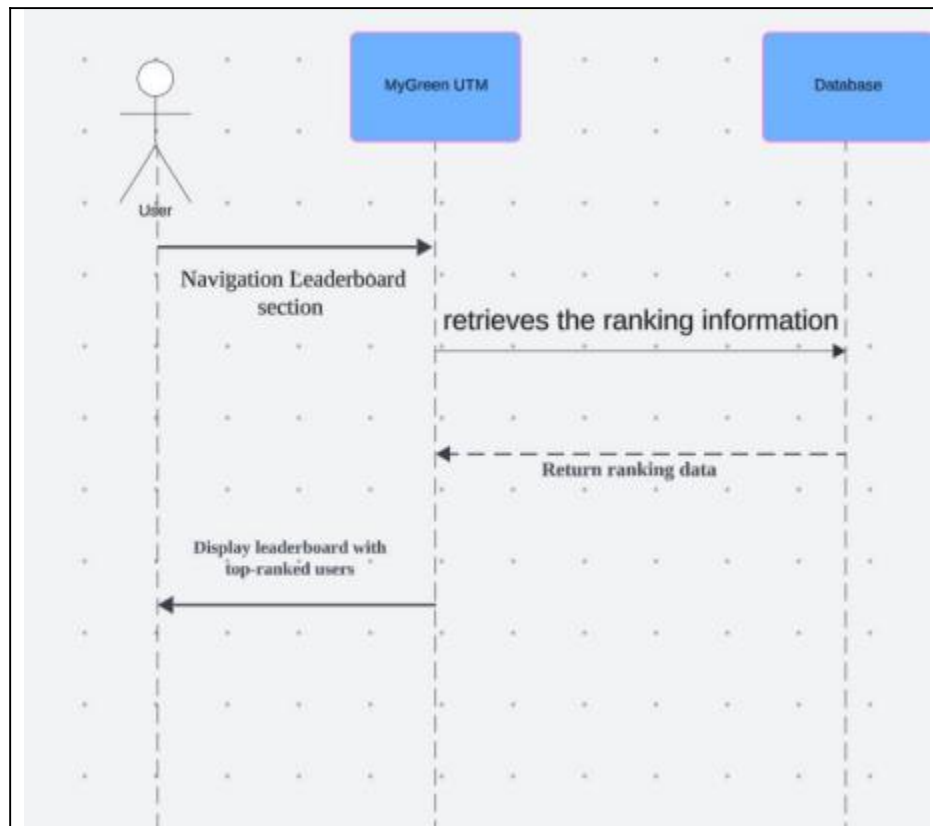 MyGreen UTM
Database
User
Navigation Leaderboard
section
retrieves the ranking information
Return ranking data
Display leaderboard with
top-ranked users